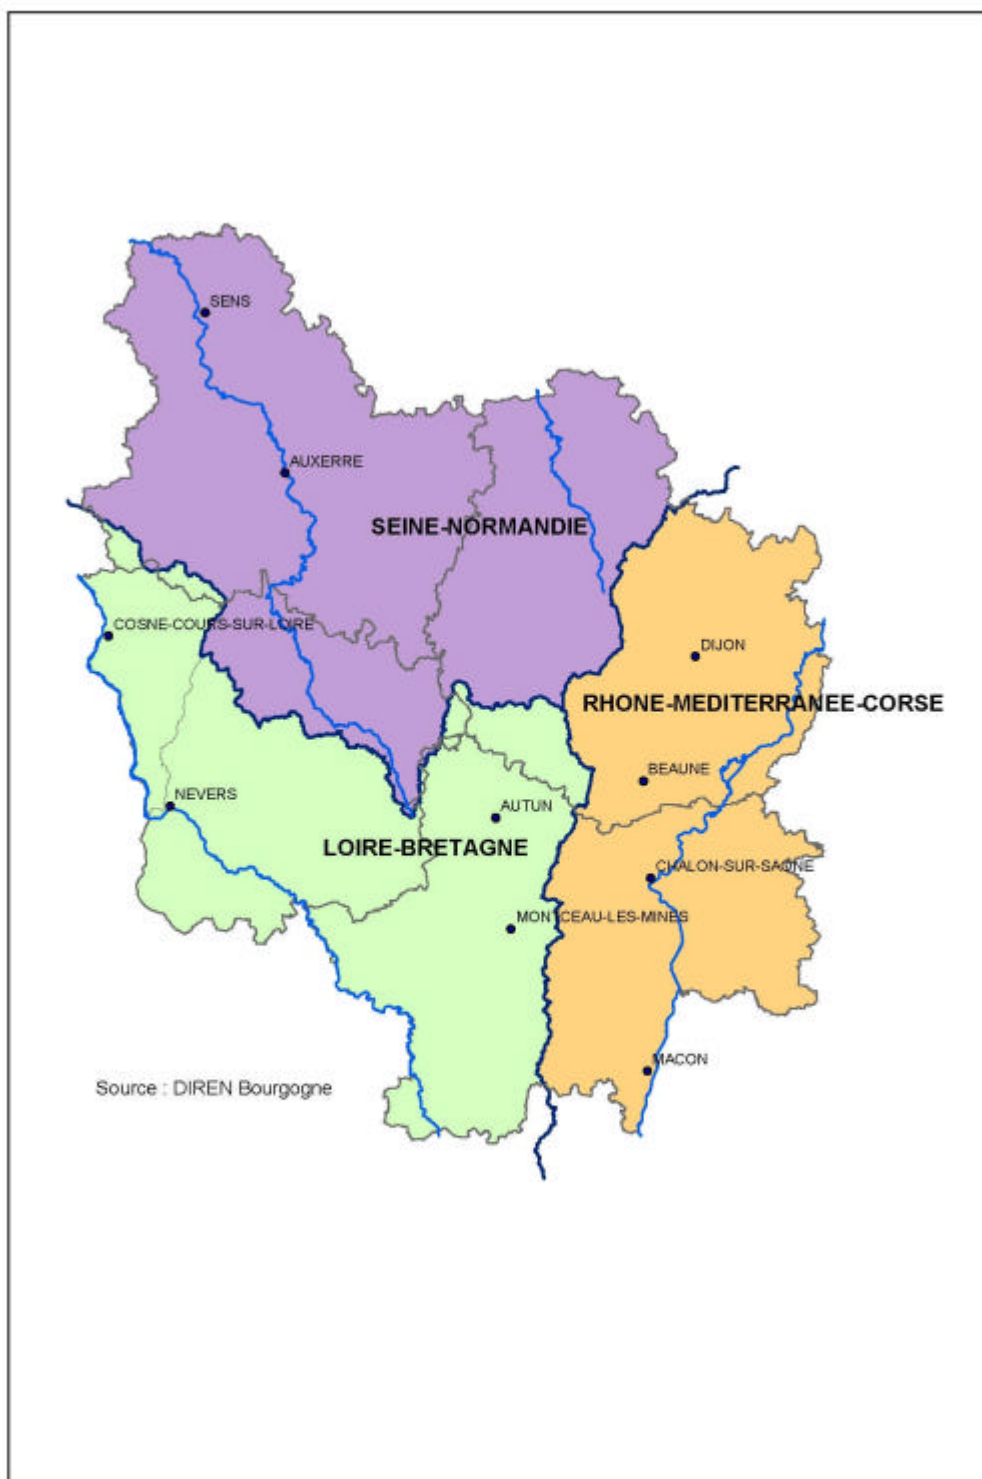 SENS
AUXERRE
SEINE-NORMANDIE
COSNE-COURS-SUR-LOIRE
DIJON
RHONE-MEDITERRANEE-CORSE
BEAUNE
NEVERS
AUTUN
LOIRE-BRETAGNE
CHALON-SUR-SAONE
MONTCEAU-LES-MINES
MACON
Source : DIREN Bourgogne